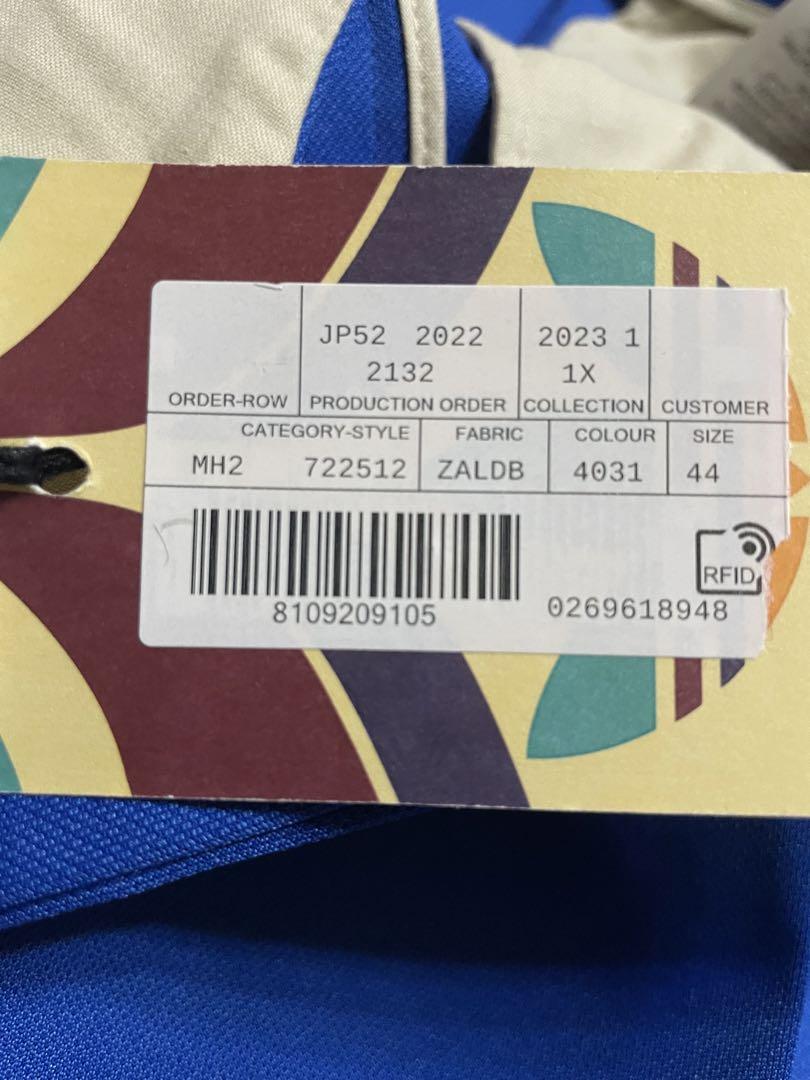 JP52 2022 2023 1
2132 1X
ORDER-ROW PRODUCTION ORDER COLLECTION CUSTOMER
CATEGORY-STYLE FABRIC COLOUR SIZE
MH2 722512 ZALDB 4031 44
RFID
8109209105 0269618948